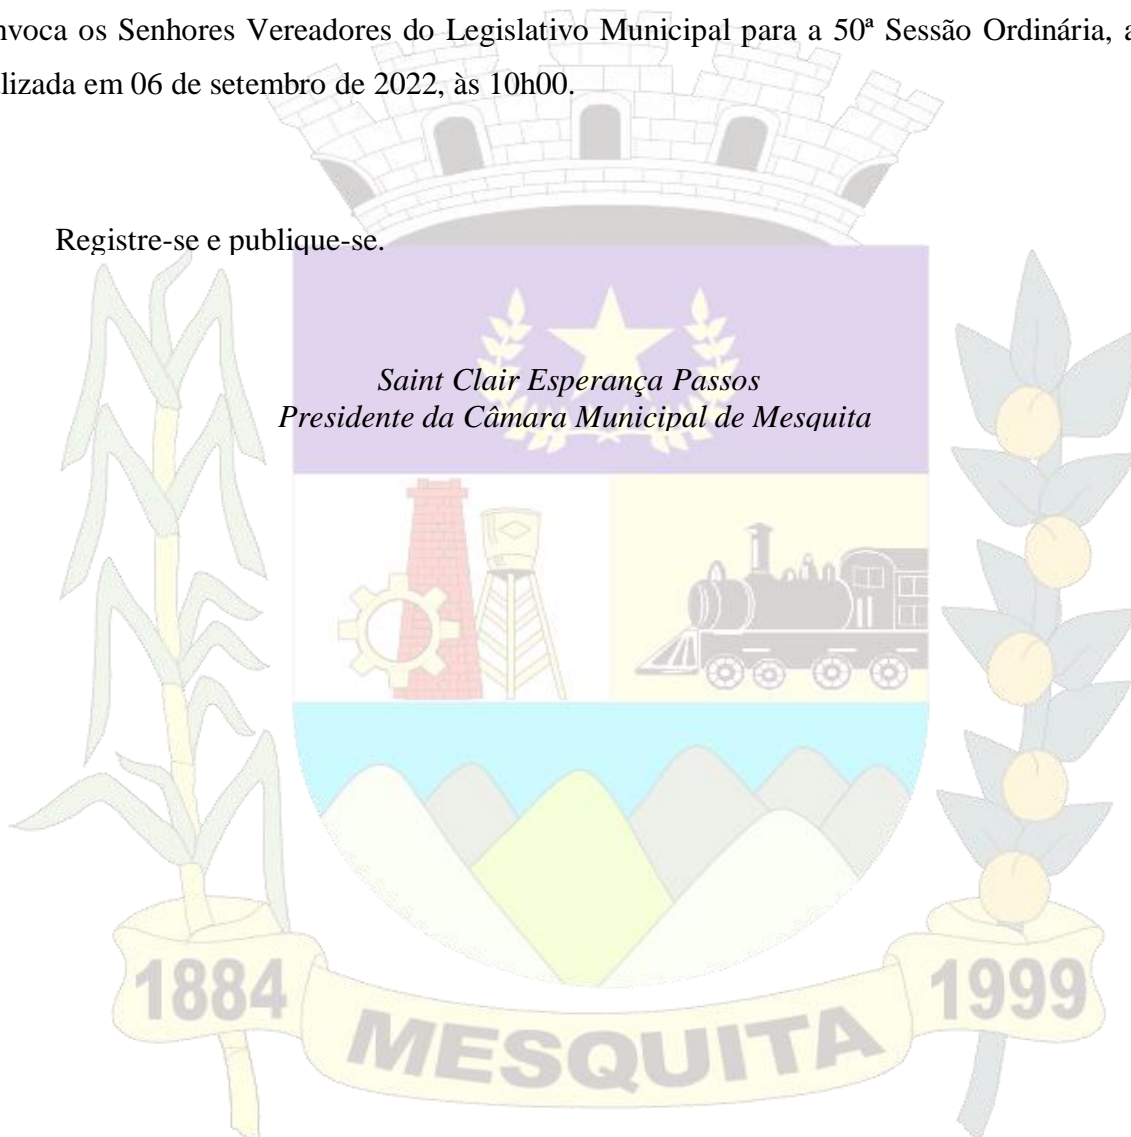 nvoca os Senhores Vereadores do Legislativo Municipal para a 50ª Sessão Ordinária, a
lizada em 06 de setembro de 2022, às 10h00.
Registre-se e publique-se.
Saint Clair Esperança Passos
Presidente da Câmara Municipal de Mesquita
1884
MESQUITA
1999